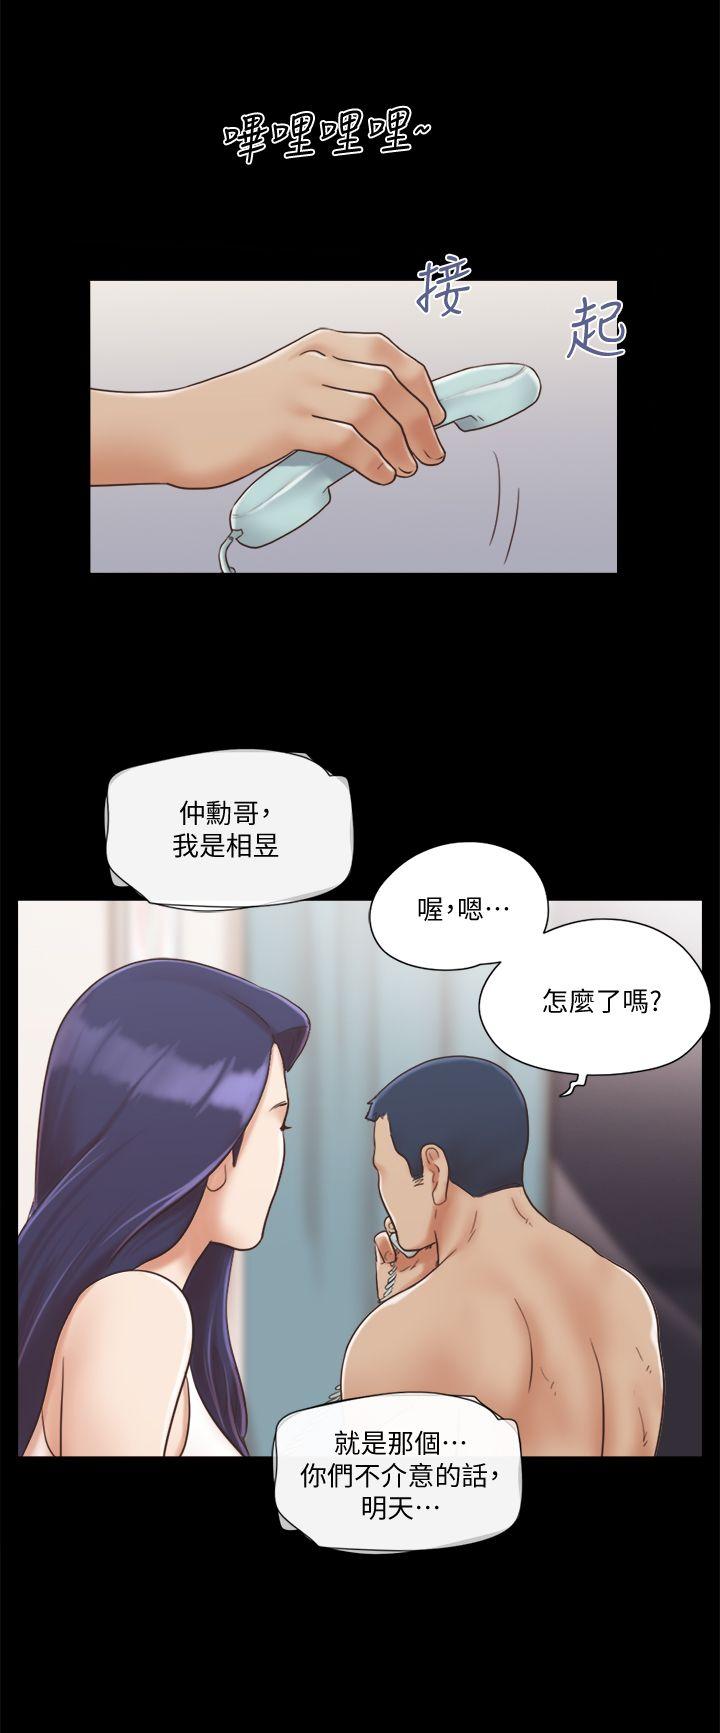 嗶哩哩哩~
接
起
仲勳哥,
我是相昱
喔,嗯⋯
怎麼了嗎?
就是那個⋯
你們不介意的話,
明天⋯